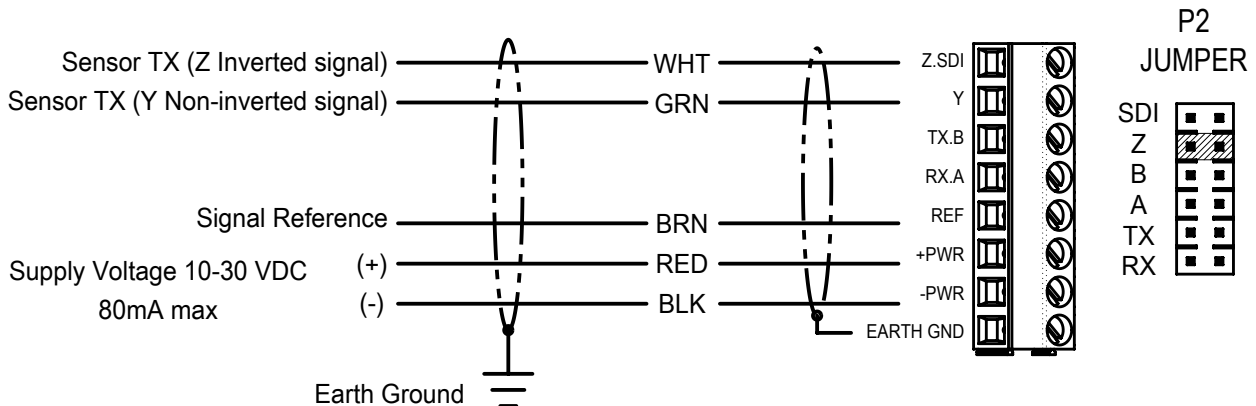 P2
JUMPER
Sensor TX (Z Inverted signal) WHT Z.SDI
Sensor TX (Y Non-inverted signal) GRN Y
TX.B
RX.A
Signal Reference BRN REF
Supply Voltage 10-30 VDC (+) RED +PWR
80mA max (-) BLK -PWR
EARTH GND
Earth Ground
SDI
Z
B
A
TX
RX